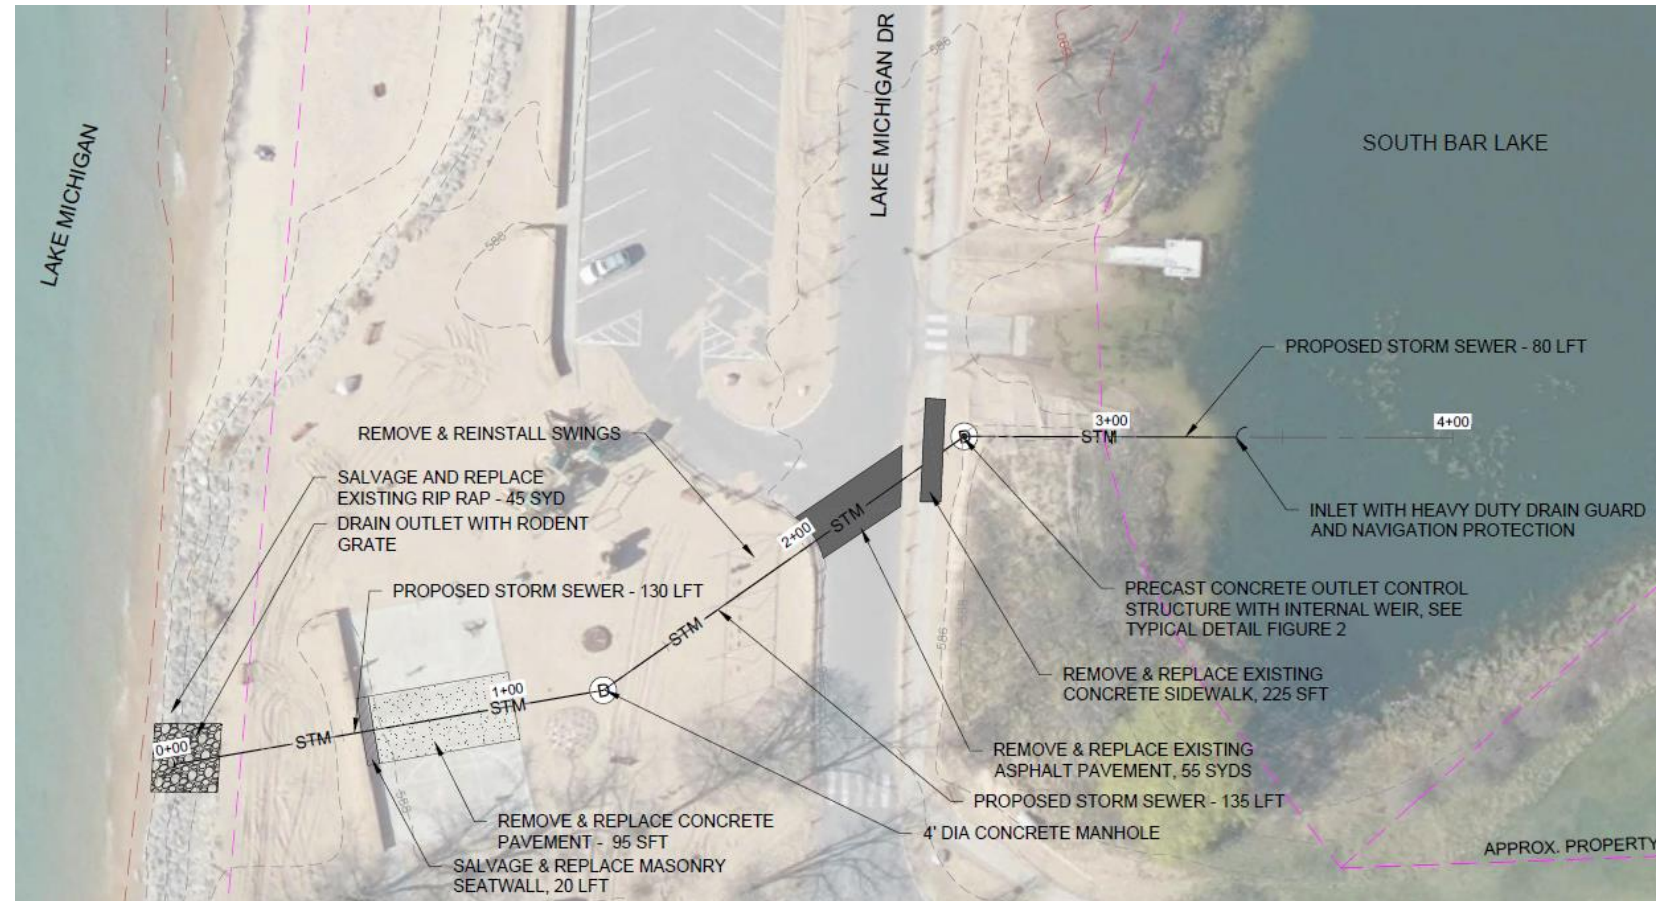 LAKE MICHIGAN
LAKE MICHIGAN DR
SOUTH BAR LAKE
588
588
590
PROPOSED STORM SEWER - 80 LFT
3+00
4+00
STM
REMOVE & REINSTALL SWINGS
SALVAGE AND REPLACE
EXISTING RIP RAP - 45 SYD
DRAIN OUTLET WITH RODENT
GRATE
INLET WITH HEAVY DUTY DRAIN GUARD
AND NAVIGATION PROTECTION
2+00
STM
PROPOSED STORM SEWER - 130 LFT
PRECAST CONCRETE OUTLET CONTROL
STRUCTURE WITH INTERNAL WEIR, SEE
TYPICAL DETAIL FIGURE 2
STM
REMOVE & REPLACE EXISTING
CONCRETE SIDEWALK, 225 SFT
1+00
STM
0+00
STM
REMOVE & REPLACE EXISTING
ASPHALT PAVEMENT, 55 SYDS
588
PROPOSED STORM SEWER - 135 LFT
REMOVE & REPLACE CONCRETE
PAVEMENT - 95 SFT
4' DIA CONCRETE MANHOLE
SALVAGE & REPLACE MASONRY
SEATWALL, 20 LFT
APPROX. PROPERTY